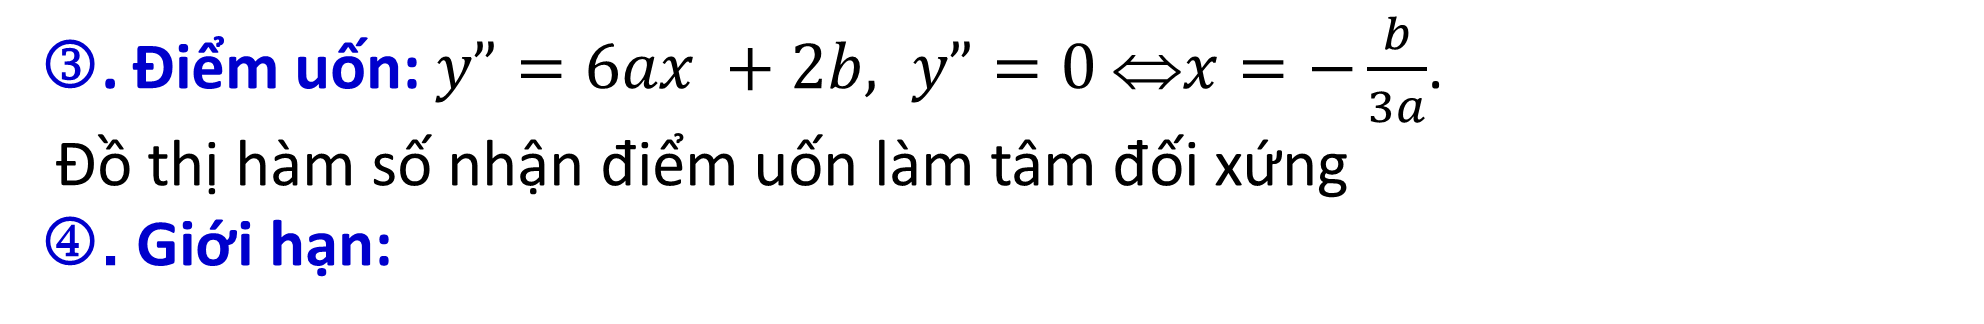 ③. Điểm uốn: y” = 6ax + 2b, y” = 0 ⇔ x = −b/3a.
Đồ thị hàm số nhận điểm uốn làm tâm đối xứng
④. Giới hạn: